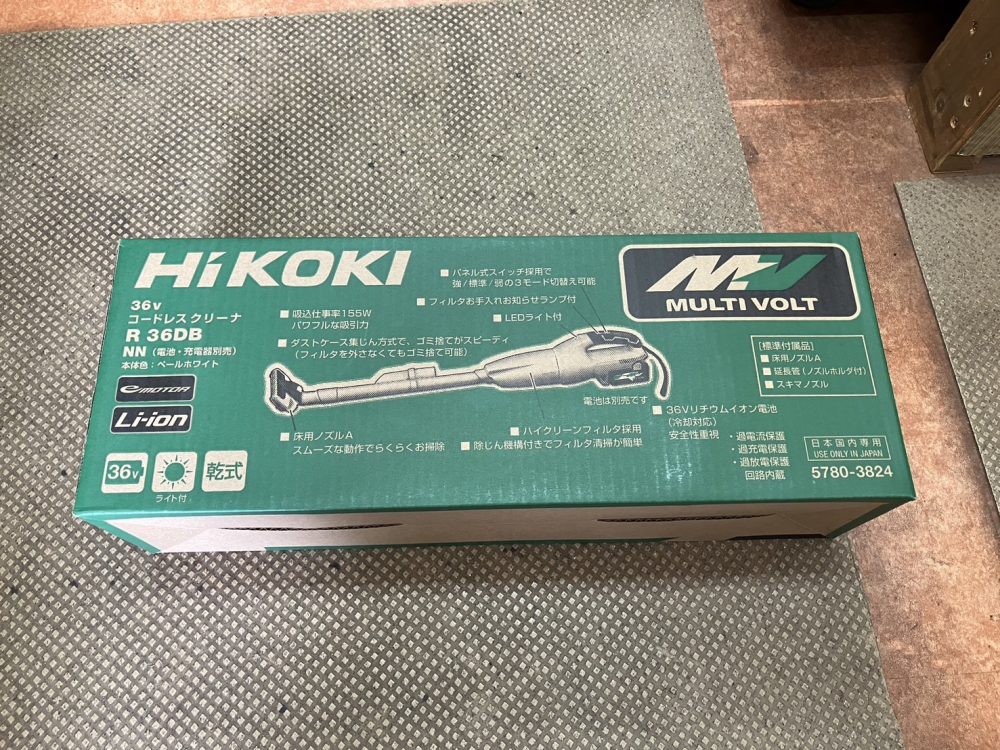 HiKOKI
36v
コードレスクリーナ
R 36DB
NN (電池・充電器別売)
本体色：ペールホワイト
e-MOTOR
Li-ion
36v
ライト付
乾式
■ 吸込仕事率155W
パワフルな吸引力
■ ダストケース集じん方式で、ゴミ捨てがスピーディ
(フィルタを外さなくてもゴミ捨て可能)
■ パネル式スイッチ採用で
強/標準/弱の3モード切替え可能
■ フィルタお手入れお知らせランプ付
■ LEDライト付
電池は別売です
■ 床用ノズルA
スムーズな動作でらくらくお掃除
■ ハイクリーンフィルタ採用
■ 除じん機構付きでフィルタ清掃が簡単
■ 36Vリチウムイオン電池
(冷却対応)
安全性重視 ・過電流保護
・過充電保護
・過放電保護
回路内蔵
MV
MULTI VOLT
[標準付属品]
■ 床用ノズルA
■ 延長管(ノズルホルダ付)
■ スキマノズル
日本国内専用
USE ONLY IN JAPAN
5780-3824